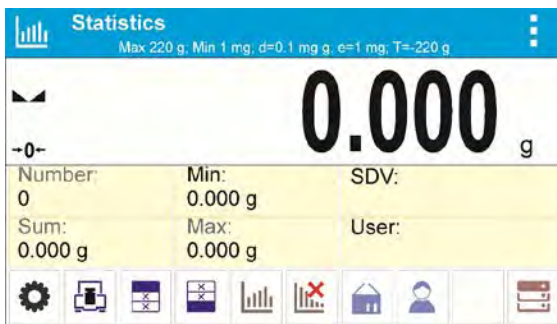 Statistics
Max 220 g; Min 1 mg; d=0.1 mg g; e=1 mg; T=-220 g
→0←
0.000 g
Number: Min: SDV:
0 0.000 g
Sum: Max: User:
0.000 g 0.000 g